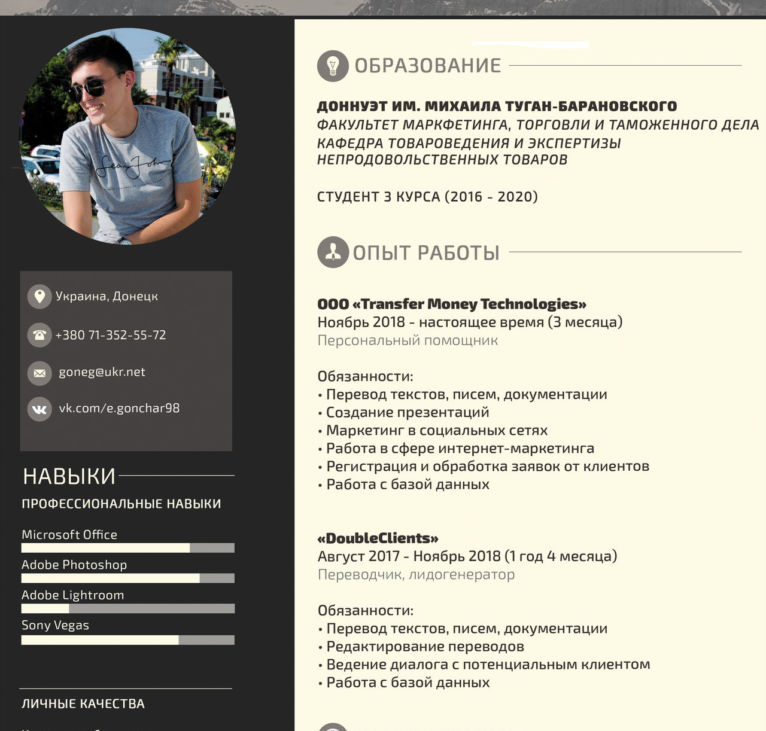 Sean John
Украина, Донецк
+380 71-352-55-72
goneg@ukr.net
vk.com/e.gonchar98
НАВЫКИ
ПРОФЕССИОНАЛЬНЫЕ НАВЫКИ
Microsoft Office
Adobe Photoshop
Adobe Lightroom
Sony Vegas
ЛИЧНЫЕ КАЧЕСТВА
ОБРАЗОВАНИЕ
ДОННУЭТ ИМ. МИХАИЛА ТУГАН-БАРАНОВСКОГО
ФАКУЛЬТЕТ МАРКФЕТИНГА, ТОРГОВЛИ И ТАМОЖЕННОГО ДЕЛА
КАФЕДРА ТОВАРОВЕДЕНИЯ И ЭКСПЕРТИЗЫ
НЕПРОДОВОЛЬСТВЕННЫХ ТОВАРОВ
СТУДЕНТ 3 КУРСА (2016 - 2020)
ОПЫТ РАБОТЫ
ООО «Transfer Money Technologies»
Ноябрь 2018 - настоящее время (3 месяца)
Персональный помощник
Обязанности:
• Перевод текстов, писем, документации
• Создание презентаций
• Маркетинг в социальных сетях
• Работа в сфере интернет-маркетинга
• Регистрация и обработка заявок от клиентов
• Работа с базой данных
«DoubleClients»
Август 2017 - Ноябрь 2018 (1 год 4 месяца)
Переводчик, лидогенератор
Обязанности:
• Перевод текстов, писем, документации
• Редактирование переводов
• Ведение диалога с потенциальным клиентом
• Работа с базой данных